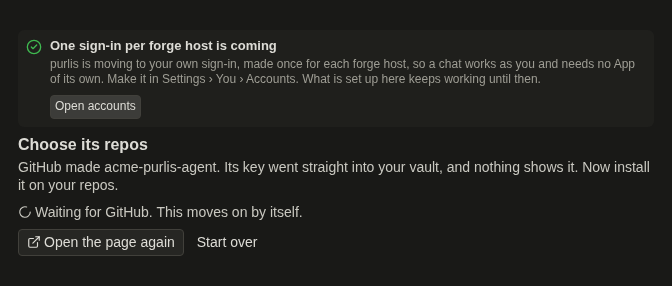 One sign-in per forge host is coming
purlis is moving to your own sign-in, made once for each forge host, so a chat works as you and needs no App
of its own. Make it in Settings › You › Accounts. What is set up here keeps working until then.
Open accounts
Choose its repos
GitHub made acme-purlis-agent. Its key went straight into your vault, and nothing shows it. Now install
it on your repos.
Waiting for GitHub. This moves on by itself.
Open the page again Start over